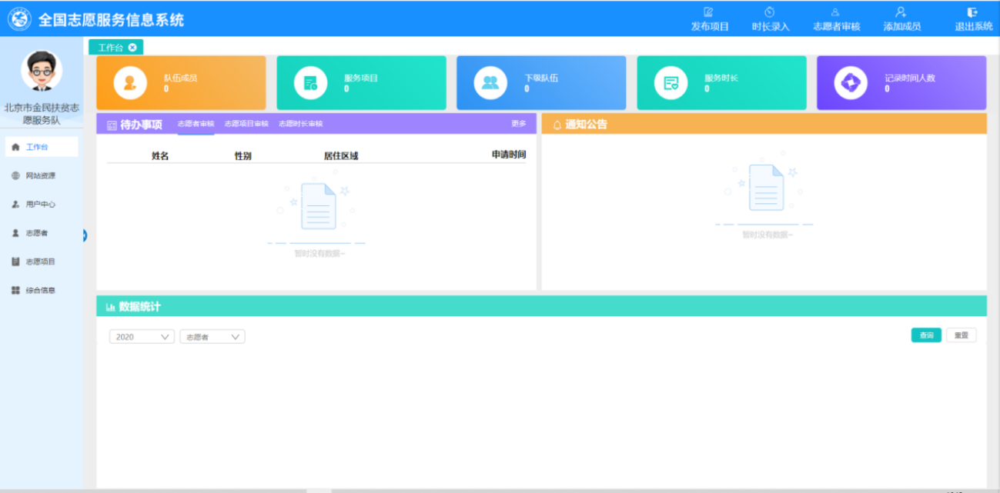 全国志愿服务信息系统
发布项目
时长录入
志愿者审核
添加成员
退出系统
工作台
北京市金民扶贫志
愿服务队
队伍成员
0
服务项目
0
下级队伍
0
服务时长
0
记录时间人数
0
待办事项 志愿者审核 志愿项目审核 志愿时长审核 更多
通知公告
工作台
网站资源
用户中心
志愿者
志愿项目
综合信息
姓名 性别 居住区域 申请时间
暂时没有数据~
暂时没有数据~
数据统计
2020 志愿者 查询 重置